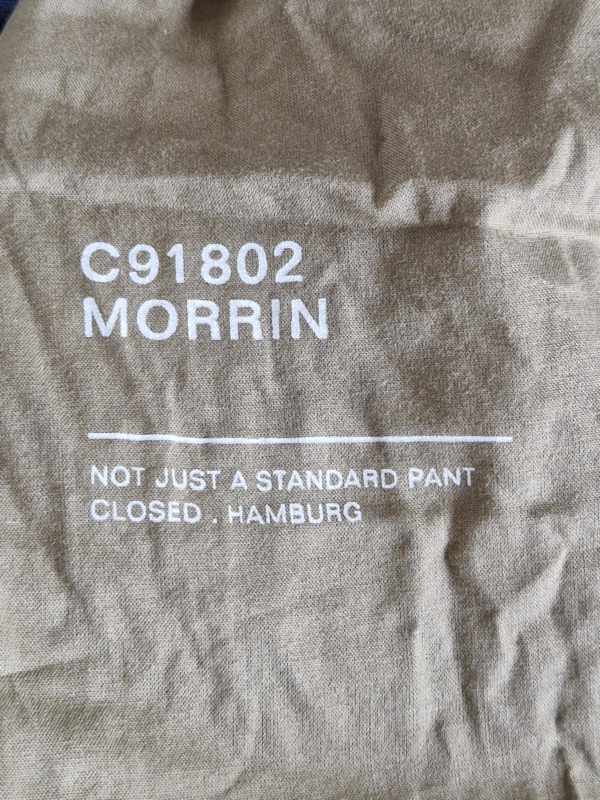 C91802
MORRIN
NOT JUST A STANDARD PANT
CLOSED . HAMBURG